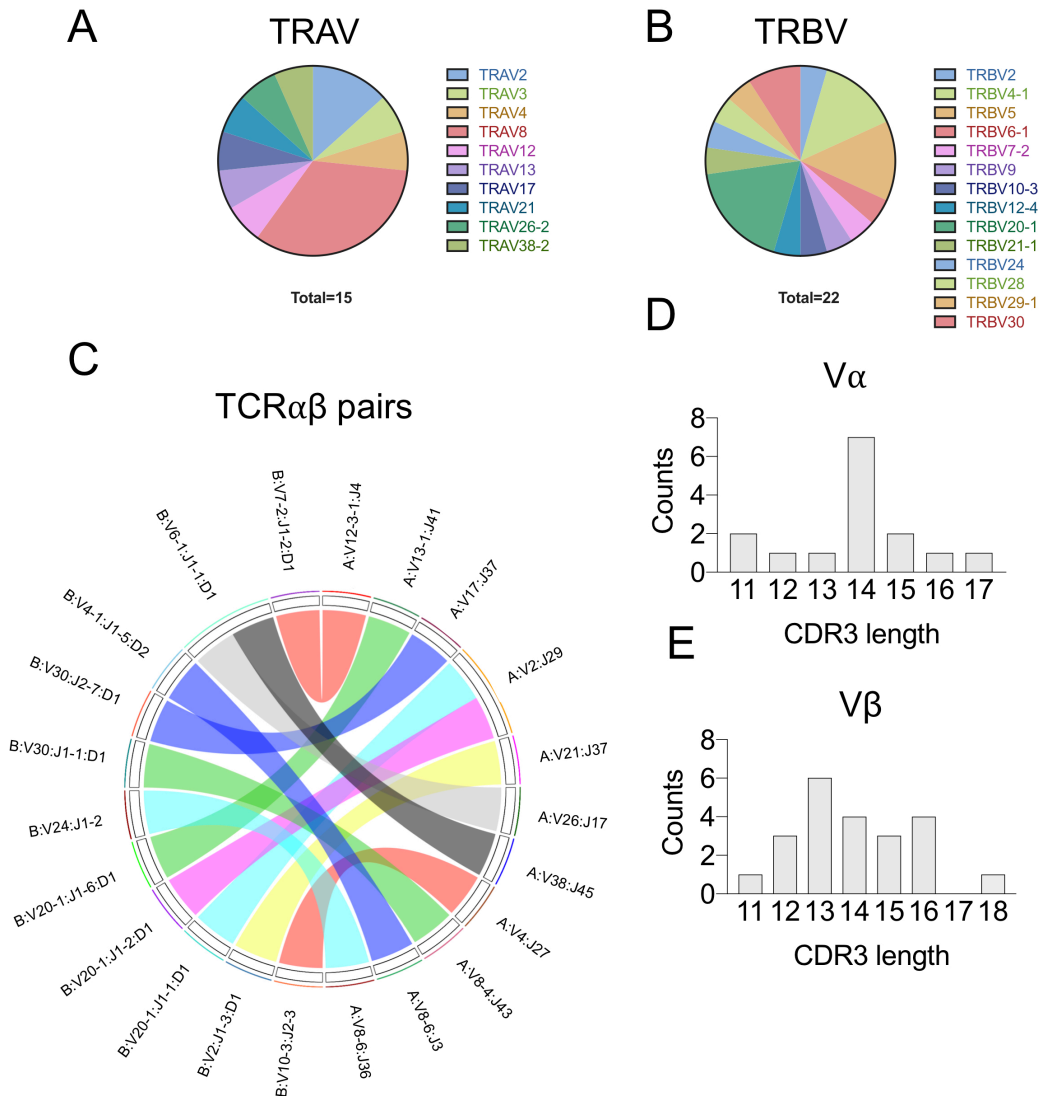 A
TRAV
TRAV2
TRAV3
TRAV4
TRAV8
TRAV12
TRAV13
TRAV17
TRAV21
TRAV26-2
TRAV38-2
Total=15
B
TRBV
TRBV2
TRBV4-1
TRBV5
TRBV6-1
TRBV7-2
TRBV9
TRBV10-3
TRBV12-4
TRBV20-1
TRBV21-1
TRBV24
TRBV28
TRBV29-1
TRBV30
Total=22
C
TCRαβ pairs
B:V7-2:J1-2:D1
A:V12-3-1:J4
A:V13-1:J41
A:V17:J37
A:V2:J29
A:V21:J37
A:V26:J17
A:V38:J45
A:V4:J27
A:V8-4:J43
A:V8-6:J3
A:V8-6:J36
B:V10-3:J2-3
B:V2:J1-3:D1
B:V20-1:J1-1:D1
B:V20-1:J1-2:D1
B:V20-1:J1-6:D1
B:V24:J1-2
B:V30:J1-1:D1
B:V30:J2-7:D1
B:V4-1:J1-5:D2
B:V6-1:J1-1:D1
D
Vα
Counts
8
6
4
2
0
11 12 13 14 15 16 17
CDR3 length
E
Vβ
Counts
8
6
4
2
0
11 12 13 14 15 16 17 18
CDR3 length